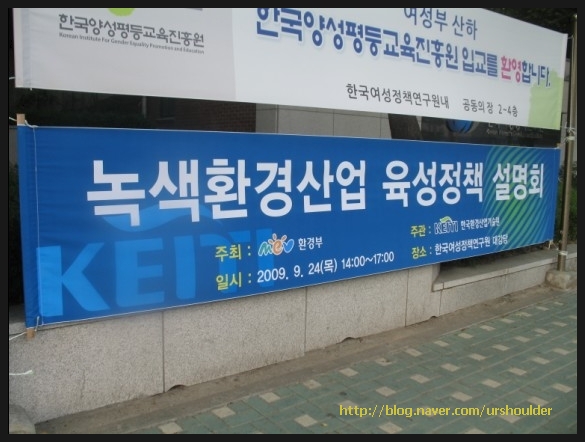 여성부 산하
한국양성평등교육진흥원
Korean Institute For Gender Equality Promotion and Education
한국양성평등교육진흥원 입교를 환영합니다.
한국여성정책연구원내 공동의장 2~4층
녹색환경산업 육성정책 설명회
KEITI
주최 : mev 환경부
주관 : KEITI 한국환경산업기술원
일시 : 2009. 9. 24(목) 14:00~17:00
장소 : 한국여성정책연구원 대강당
http://blog.naver.com/urshoulder